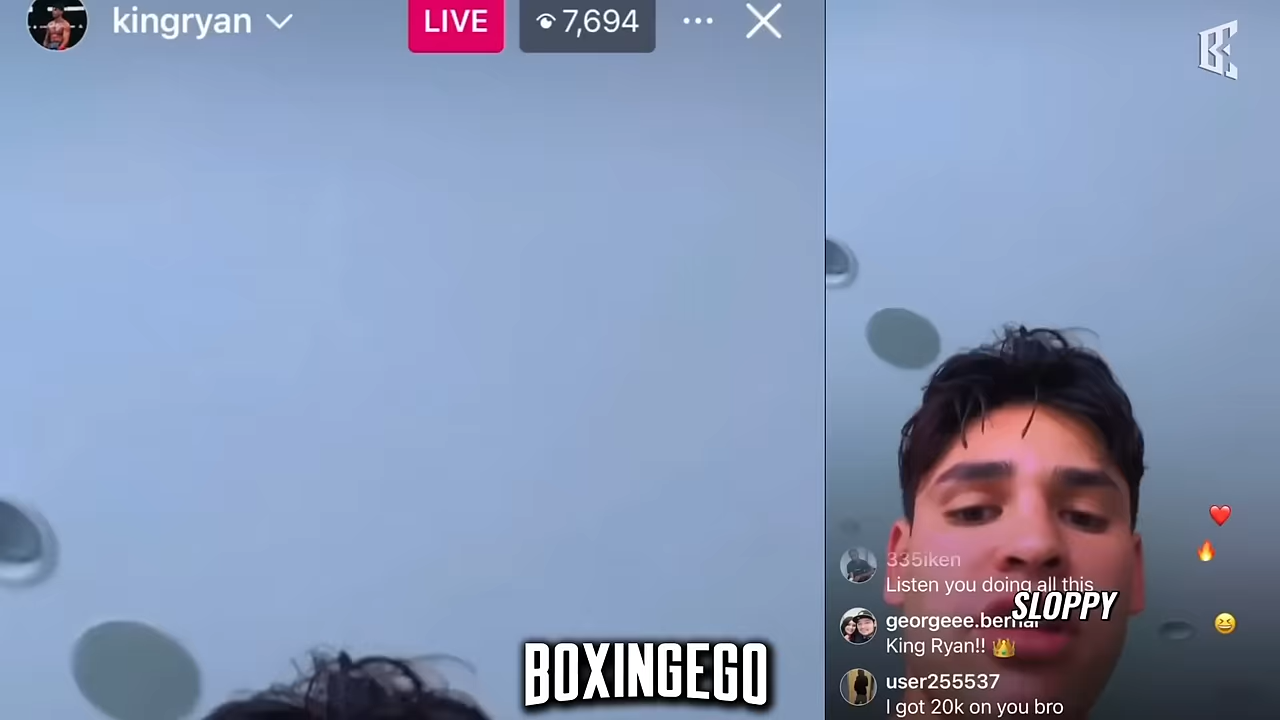 kingryan
LIVE
7,694
335iken
Listen you doing all this
SLOPPY
georgeee.bernal
King Ryan!! 👑
user255537
I got 20k on you bro
BOXINGEGO